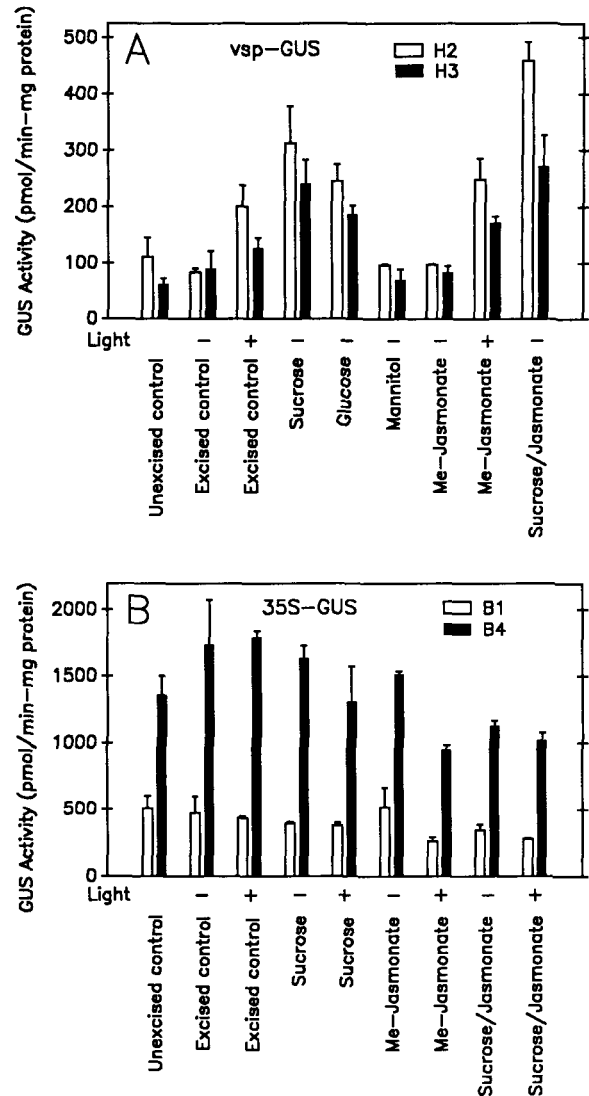 A
vsp-GUS
H2
H3
GUS Activity (pmol/min-mg protein)
500
400
300
200
100
0
Light - + - - - - + -
Unexcised control
Excised control
Excised control
Sucrose
Glucose
Mannitol
Me-Jasmonate
Me-Jasmonate
Sucrose/Jasmonate
B
35S-GUS
B1
B4
GUS Activity (pmol/min-mg protein)
2000
1500
1000
500
0
Light - + - + - + - +
Unexcised control
Excised control
Excised control
Sucrose
Sucrose
Me-Jasmonate
Me-Jasmonate
Sucrose/Jasmonate
Sucrose/Jasmonate